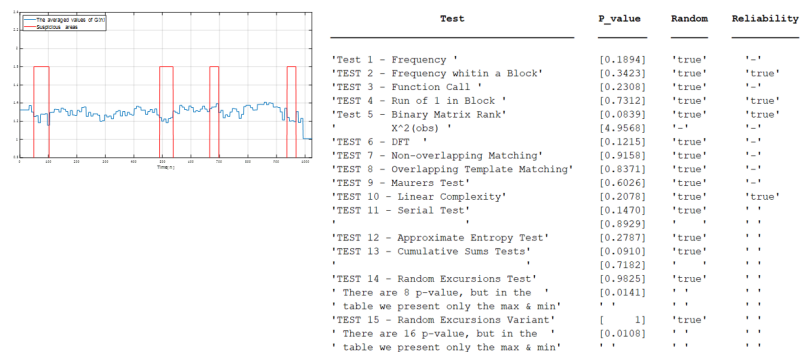 The averaged values of G(n)
Suspicious areas
Time( n )
Test P_value Random Reliability
'Test 1 - Frequency ' [0.1894] 'true' '-'
'TEST 2 - Frequency whitin a Block' [0.3423] 'true' 'true'
'TEST 3 - Function Call ' [0.2308] 'true' '-'
'TEST 4 - Run of 1 in Block ' [0.7312] 'true' 'true'
'Test 5 - Binary Matrix Rank' [0.0839] 'true' 'true'
' X^2(obs) ' [4.9568] '-' '-'
'TEST 6 - DFT ' [0.1215] 'true' '-'
'TEST 7 - Non-overlapping Matching' [0.9158] 'true' '-'
'TEST 8 - Overlapping Template Matching' [0.8371] 'true' '-'
'TEST 9 - Maurers Test' [0.6026] 'true' '-'
'TEST 10 - Linear Complexity' [0.2078] 'true' 'true'
'TEST 11 - Serial Test' [0.1470] 'true' ' '
' ' [0.8929] ' ' ' '
'TEST 12 - Approximate Entropy Test' [0.2787] 'true' ' '
'TEST 13 - Cumulative Sums Tests' [0.0910] 'true' ' '
' ' [0.7182] ' ' ' '
'TEST 14 - Random Excursions Test' [0.9825] 'true' ' '
' There are 8 p-value, but in the ' [0.0141] ' ' ' '
' table we present only the max & min' ' ' ' ' ' '
'TEST 15 - Random Excursions Variant' [ 1] 'true' ' '
' There are 16 p-value, but in the ' [0.0108] ' ' ' '
' table we present only the max & min' ' ' ' ' ' '